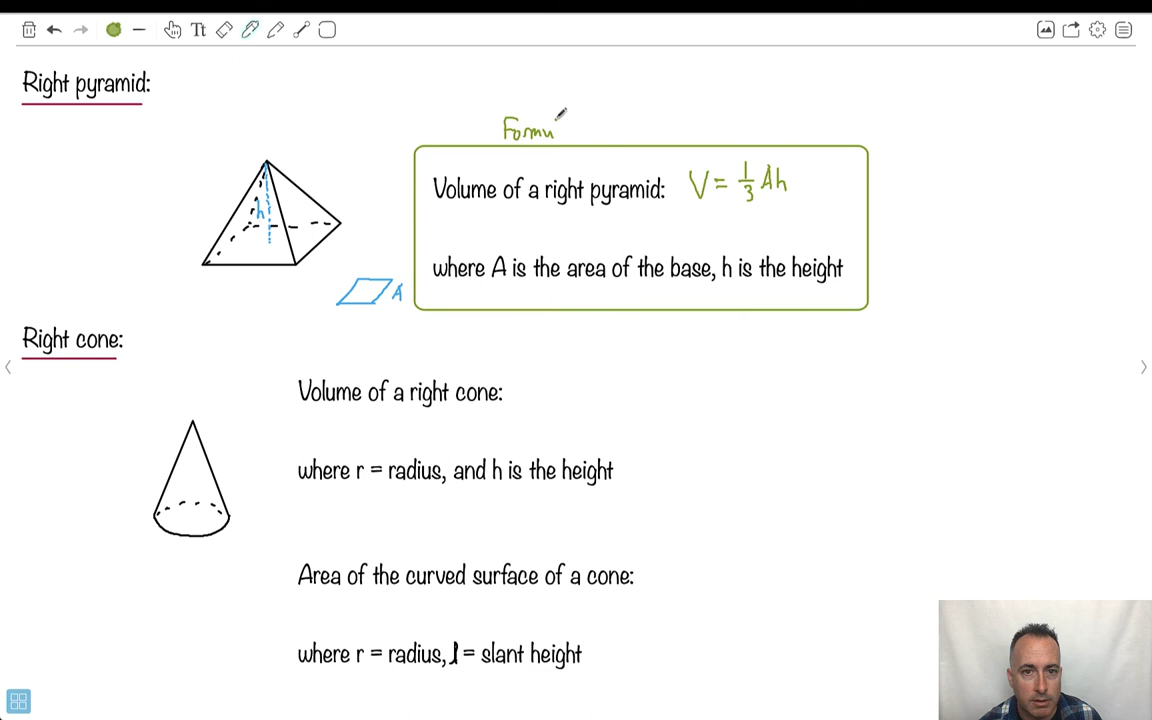 Tt
Right pyramid:
Formu
Volume of a right pyramid: V = 1/3 Ah
h
where A is the area of the base, h is the height
A
Right cone:
Volume of a right cone:
where r = radius, and h is the height
Area of the curved surface of a cone:
where r = radius, l = slant height